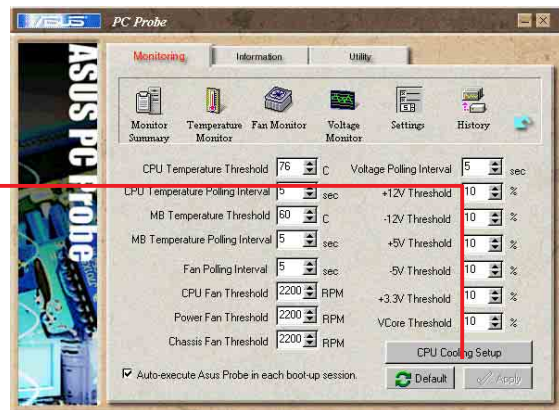 ASUS PC Probe
Monitoring Information Utility
Monitor Summary Temperature Monitor Fan Monitor Voltage Monitor Settings History
CPU Temperature Threshold 76 C Voltage Polling Interval 5 sec
CPU Temperature Polling Interval 5 sec +12V Threshold 10 %
MB Temperature Threshold 60 C -12V Threshold 10 %
MB Temperature Polling Interval 5 sec +5V Threshold 10 %
Fan Polling Interval 5 sec -5V Threshold 10 %
CPU Fan Threshold 2200 RPM +3.3V Threshold 10 %
Power Fan Threshold 2200 RPM VCore Threshold 10 %
Chassis Fan Threshold 2200 RPM
CPU Cooling Setup
Auto-execute Asus Probe in each boot-up session. Default Apply
ASUS PC Probe